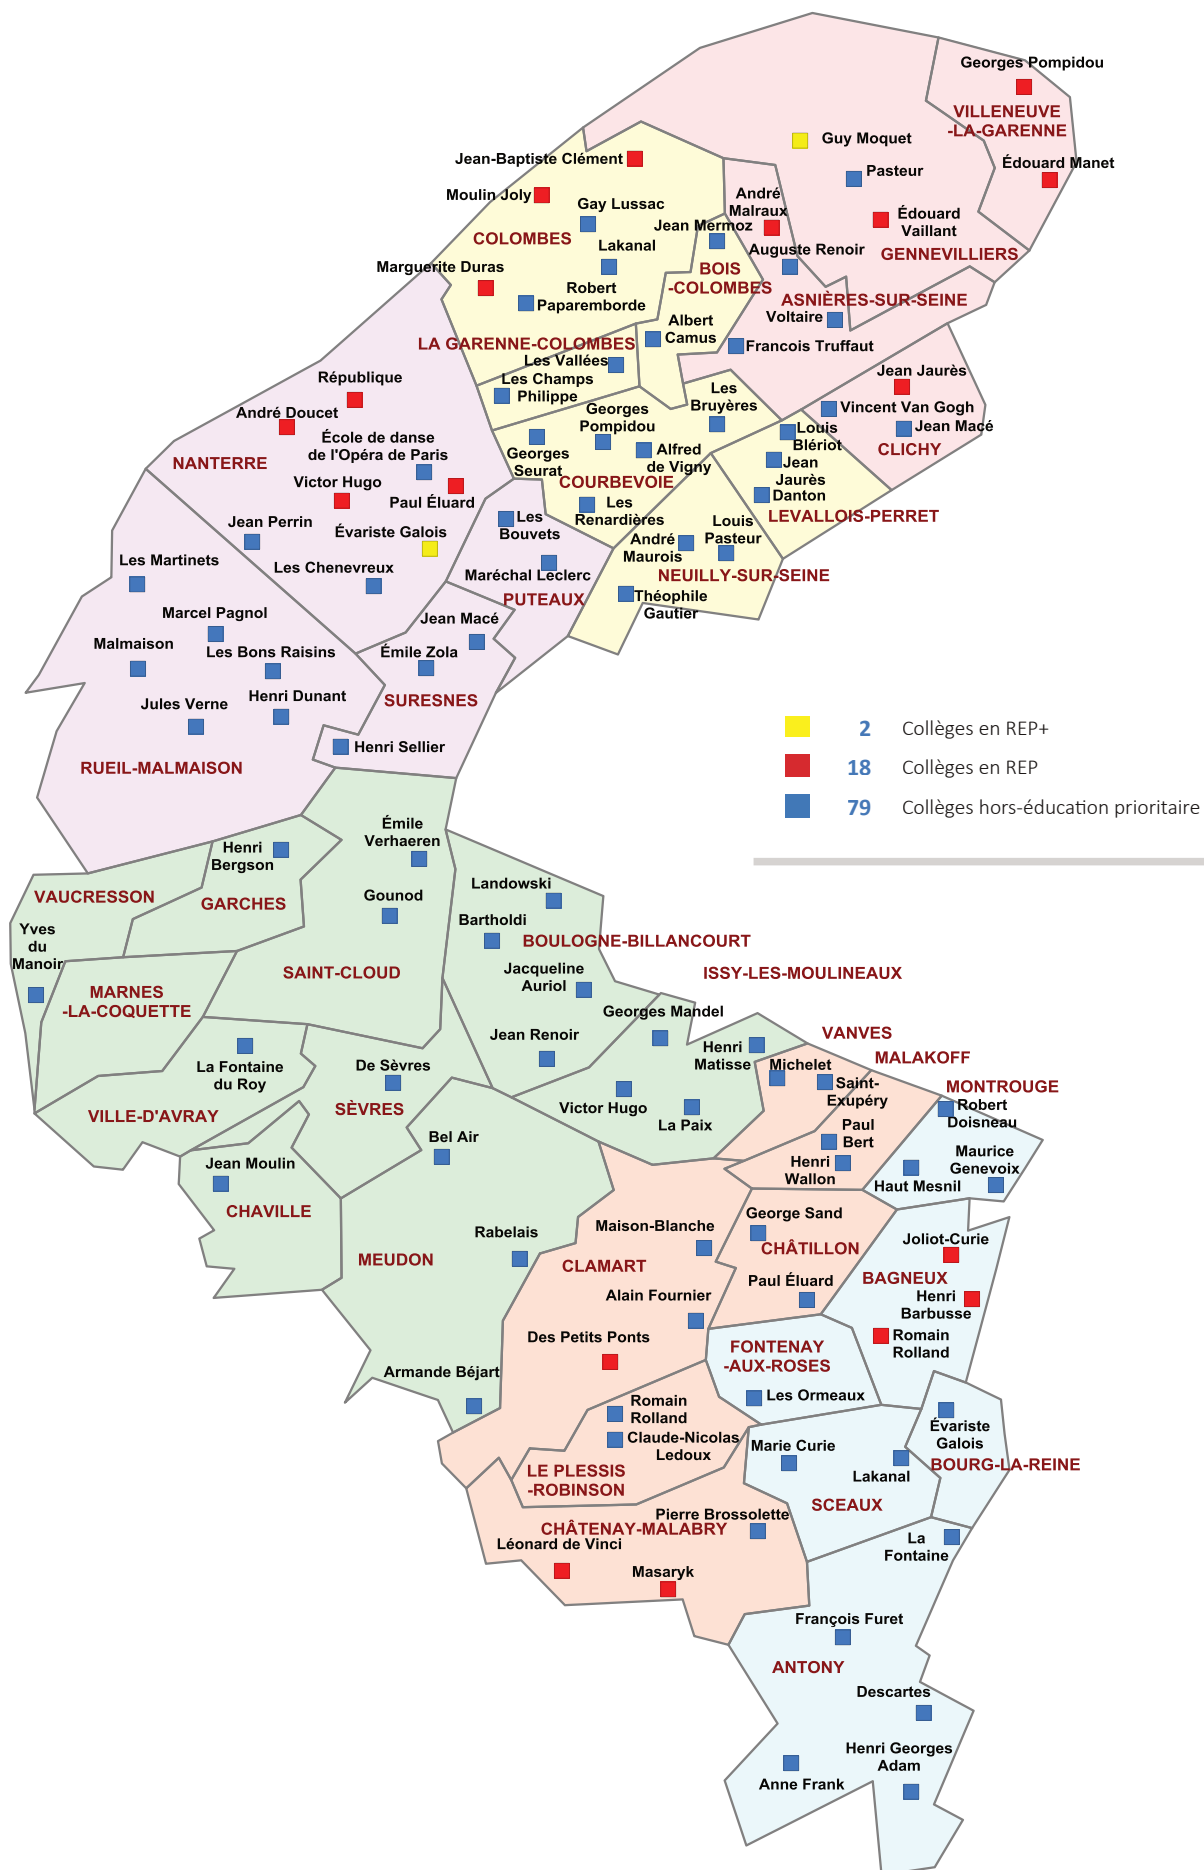 Georges Pompidou
VILLENEUVE
-LA-GARENNE
Guy Moquet
Édouard Manet
Pasteur
Jean-Baptiste Clément
Moulin Joly
André
Malraux
Gay Lussac
Édouard
Vaillant
Jean Mermoz
COLOMBES
Lakanal
Auguste Renoir
GENNEVILLIERS
Marguerite Duras
BOIS
-COLOMBES
Robert
Paparemborde
ASNIÈRES-SUR-SEINE
Voltaire
Albert
Camus
LA GARENNE-COLOMBES
Francois Truffaut
Les Vallées
Jean Jaurès
République
Les Champs
Philippe
Les
Bruyères
Vincent Van Gogh
André Doucet
Georges
Pompidou
Jean Macé
École de danse
de l'Opéra de Paris
Louis
Blériot
CLICHY
Georges
Seurat
Alfred
de Vigny
NANTERRE
Jean
Jaurès
Victor Hugo
COURBEVOIE
Danton
Paul Éluard
Les
Renardières
LEVALLOIS-PERRET
Jean Perrin
Les
Bouvets
Louis
Pasteur
Évariste Galois
André
Maurois
Les Martinets
Les Chenevreux
Maréchal Leclerc
NEUILLY-SUR-SEINE
PUTEAUX
Théophile
Gautier
Marcel Pagnol
Jean Macé
Malmaison
Les Bons Raisins
Émile Zola
Jules Verne
Henri Dunant
SURESNES
Henri Sellier
RUEIL-MALMAISON
2 Collèges en REP+
18 Collèges en REP
79 Collèges hors-éducation prioritaire
Émile
Verhaeren
Henri
Bergson
Landowski
VAUCRESSON
GARCHES
Gounod
Bartholdi
Yves
du
Manoir
BOULOGNE-BILLANCOURT
SAINT-CLOUD
Jacqueline
Auriol
ISSY-LES-MOULINEAUX
MARNES
-LA-COQUETTE
Georges Mandel
Jean Renoir
VANVES
Henri
Matisse
MALAKOFF
La Fontaine
du Roy
De Sèvres
Michelet
Saint-
Exupéry
MONTROUGE
Robert
Doisneau
VILLE-D'AVRAY
SÈVRES
Victor Hugo
La Paix
Paul
Bert
Bel Air
Henri
Wallon
Maurice
Genevoix
Jean Moulin
Haut Mesnil
CHAVILLE
George Sand
Maison-Blanche
Rabelais
Joliot-Curie
MEUDON
CLAMART
CHÂTILLON
BAGNEUX
Paul Éluard
Henri
Barbusse
Alain Fournier
Des Petits Ponts
Romain
Rolland
FONTENAY
-AUX-ROSES
Armande Béjart
Les Ormeaux
Romain
Rolland
Évariste
Galois
Claude-Nicolas
Ledoux
Marie Curie
Lakanal
BOURG-LA-REINE
LE PLESSIS
-ROBINSON
SCEAUX
Pierre Brossolette
CHÂTENAY-MALABRY
Léonard de Vinci
La
Fontaine
Masaryk
François Furet
ANTONY
Descartes
Henri Georges
Adam
Anne Frank